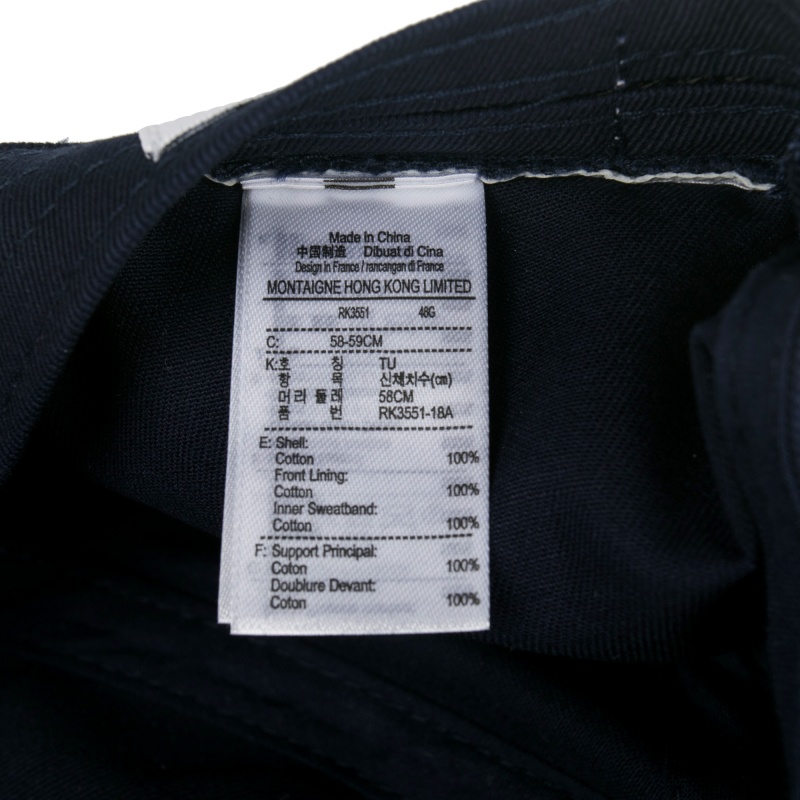 Made in China
中国制造 Dibuat di Cina
Design in France / rancangan di France
MONTAIGNE HONG KONG LIMITED
RK3551 48G
C: 58-59CM
K:호 칭 TU
항 목 신체치수(cm)
머리 둘레 58CM
품 번 RK3551-18A
E: Shell:
Cotton 100%
Front Lining:
Cotton 100%
Inner Sweatband:
Cotton 100%
F: Support Principal:
Coton 100%
Doublure Devant:
Coton 100%